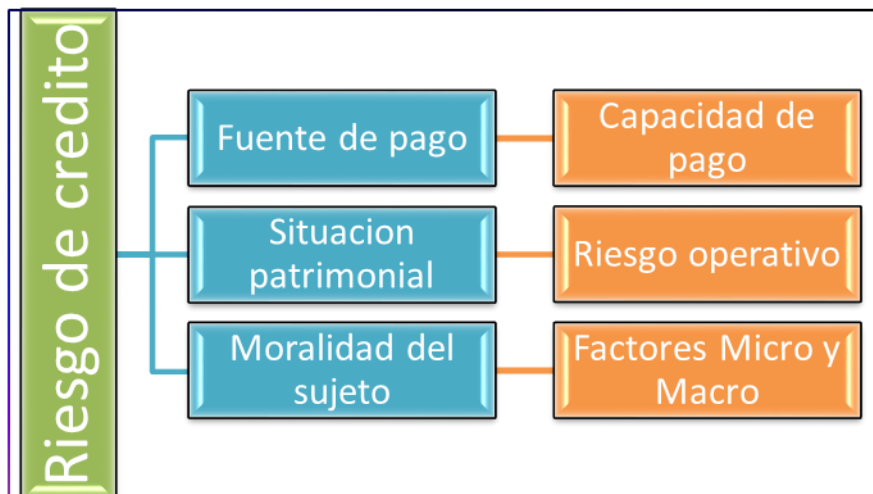 Riesgo de credito
Fuente de pago
Capacidad de
pago
Situacion
patrimonial
Riesgo operativo
Moralidad del
sujeto
Factores Micro y
Macro